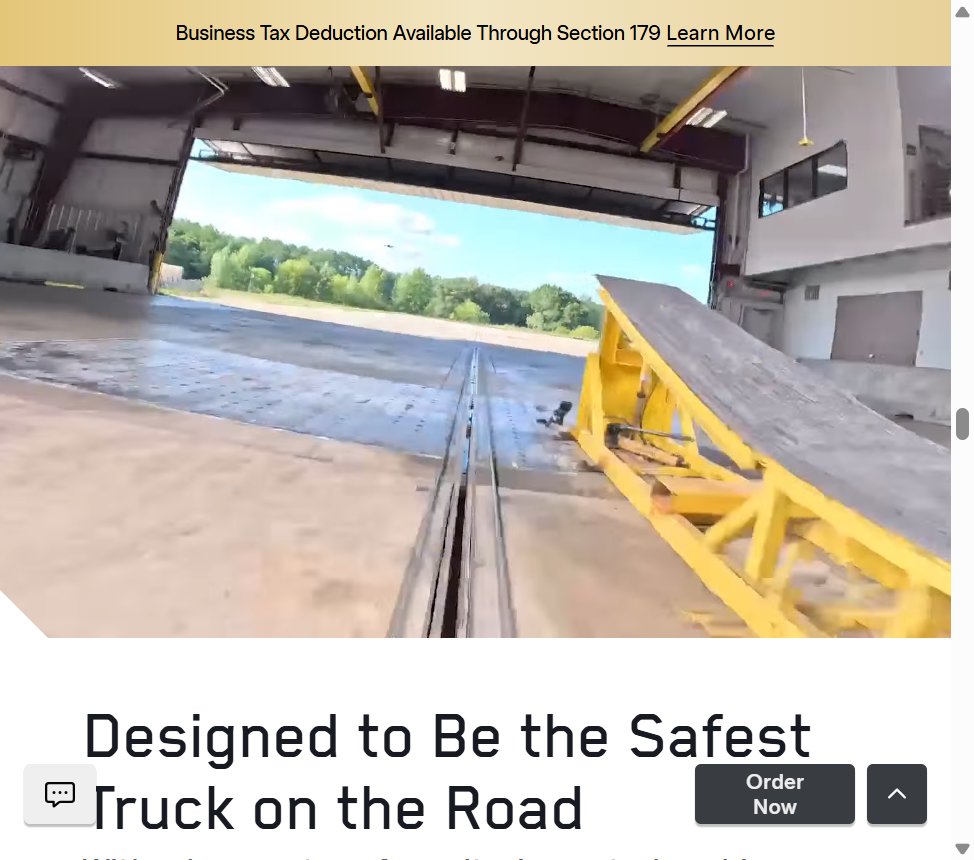 Business Tax Deduction Available Through Section 179 Learn More
Designed to Be the Safest
Truck on the Road
Order
Now